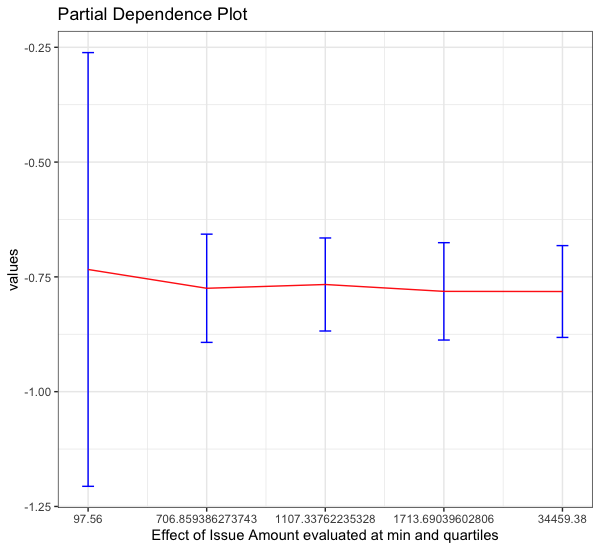 Partial Dependence Plot
-0.25
-0.50
-0.75
-1.00
-1.25
values
97.56 706.859386273743 1107.33762235328 1713.69039602806 34459.38
Effect of Issue Amount evaluated at min and quartiles